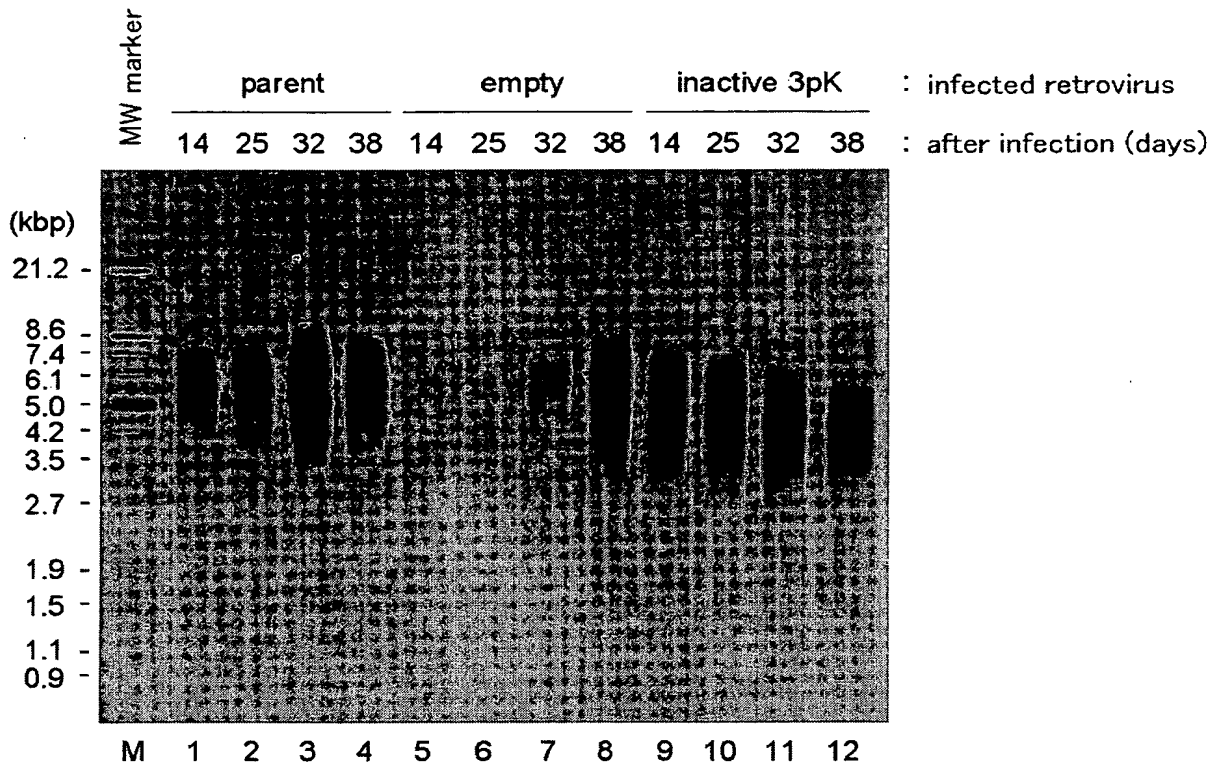 MW marker
parent empty inactive 3pK : infected retrovirus
14 25 32 38 14 25 32 38 14 25 32 38 : after infection (days)
(kbp)
21.2 -
8.6 -
7.4 -
6.1 -
5.0 -
4.2 -
3.5 -
2.7 -
1.9 -
1.5 -
1.1 -
0.9 -
M 1 2 3 4 5 6 7 8 9 10 11 12